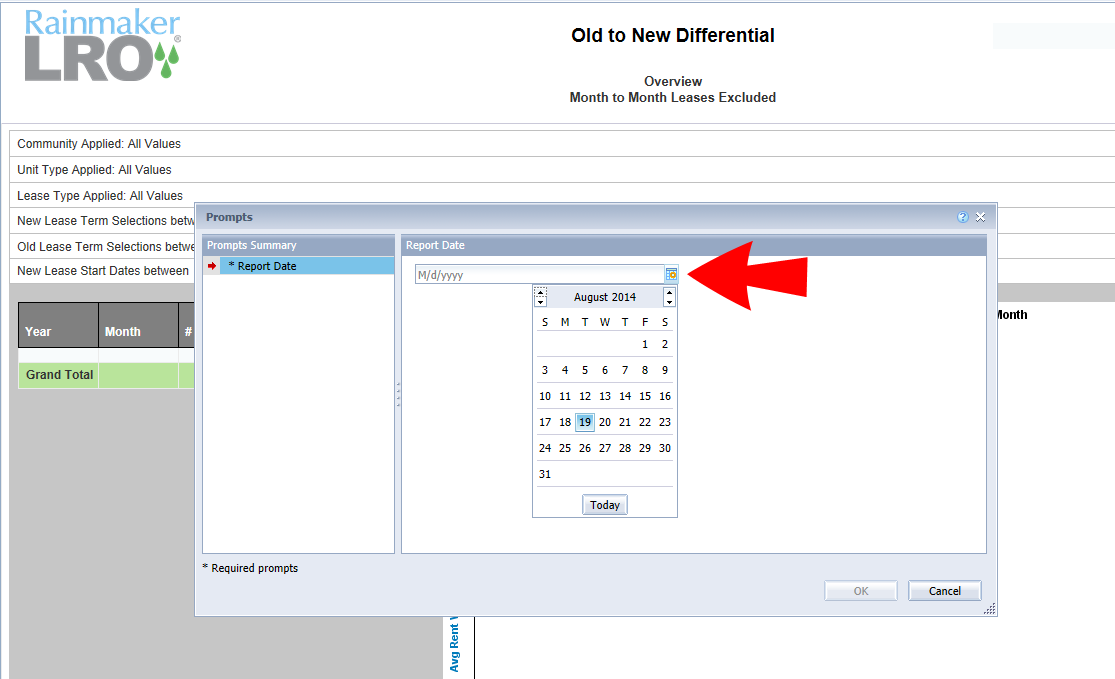 Rainmaker
LRO®
Old to New Differential
Overview
Month to Month Leases Excluded
Community Applied: All Values
Unit Type Applied: All Values
Lease Type Applied: All Values
New Lease Term Selections betw
Old Lease Term Selections betwe
New Lease Start Dates between
Year Month #
Grand Total
Month
Avg Rent
Prompts
?
Prompts Summary
* Report Date
Report Date
M/d/yyyy
August 2014
S M T W T F S
1 2
3 4 5 6 7 8 9
10 11 12 13 14 15 16
17 18 19 20 21 22 23
24 25 26 27 28 29 30
31
Today
* Required prompts
OK Cancel